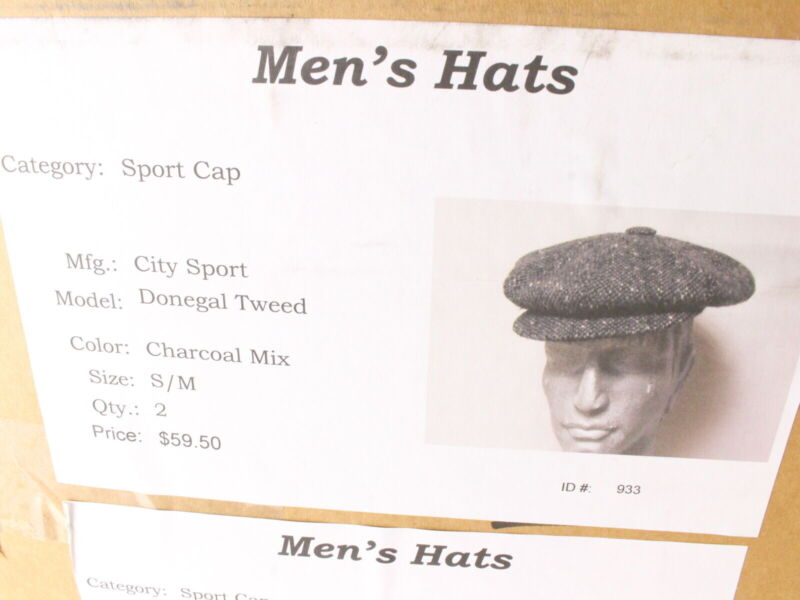 Men's Hats
Category: Sport Cap
Mfg.: City Sport
Model: Donegal Tweed
Color: Charcoal Mix
Size: S/M
Qty.: 2
Price: $59.50
ID #: 933
Men's Hats
Category: Sport Cap